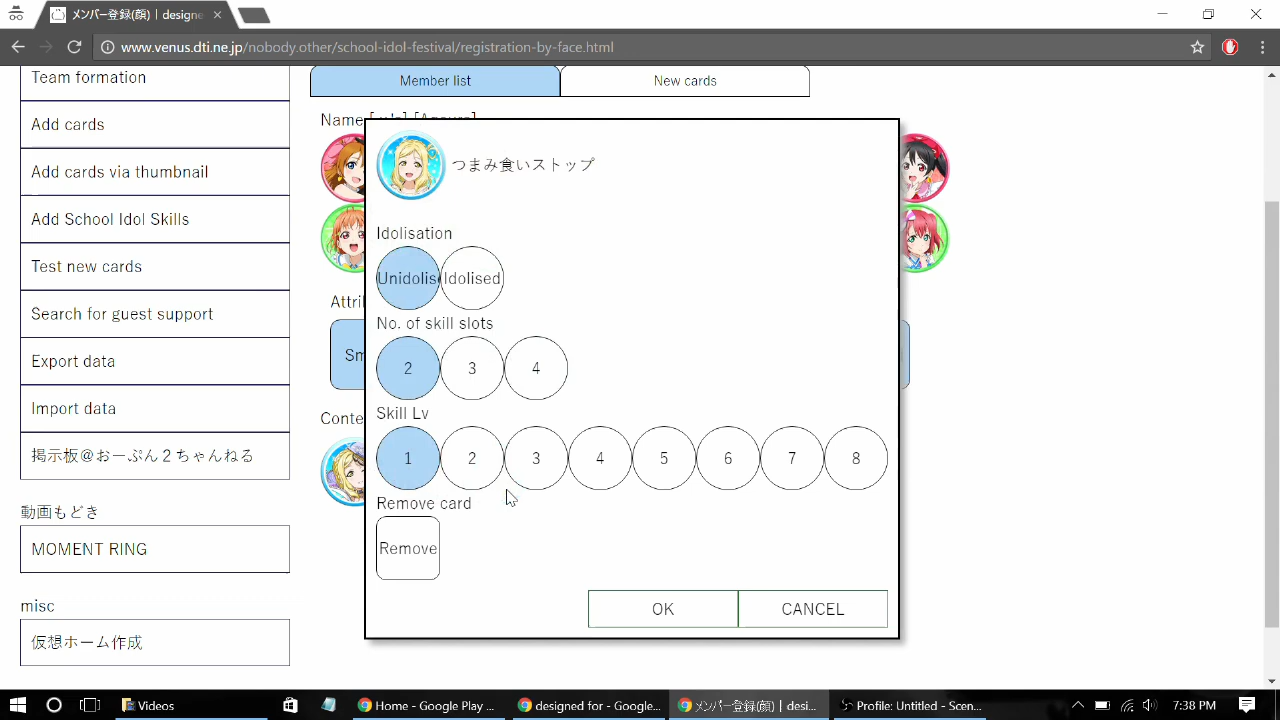 メンバー登録(顔) | designe
www.venus.dti.ne.jp/nobody.other/school-idol-festival/registration-by-face.html
Team formation
Add cards
Add cards via thumbnail
Add School Idol Skills
Test new cards
Search for guest support
Export data
Import data
掲示板@おーぷん2ちゃんねる
動画もどき
MOMENT RING
misc
仮想ホーム作成
Member list
New cards
Name
Attri
Sm
Conte
つまみ食いストップ
Idolisation
Unidolise Idolised
No. of skill slots
2 3 4
Skill Lv
1 2 3 4 5 6 7 8
Remove card
Remove
OK CANCEL
Videos
Home - Google Play ...
designed for - Google...
メンバー登録(顔) | desi...
Profile: Untitled - Scen...
7:38 PM